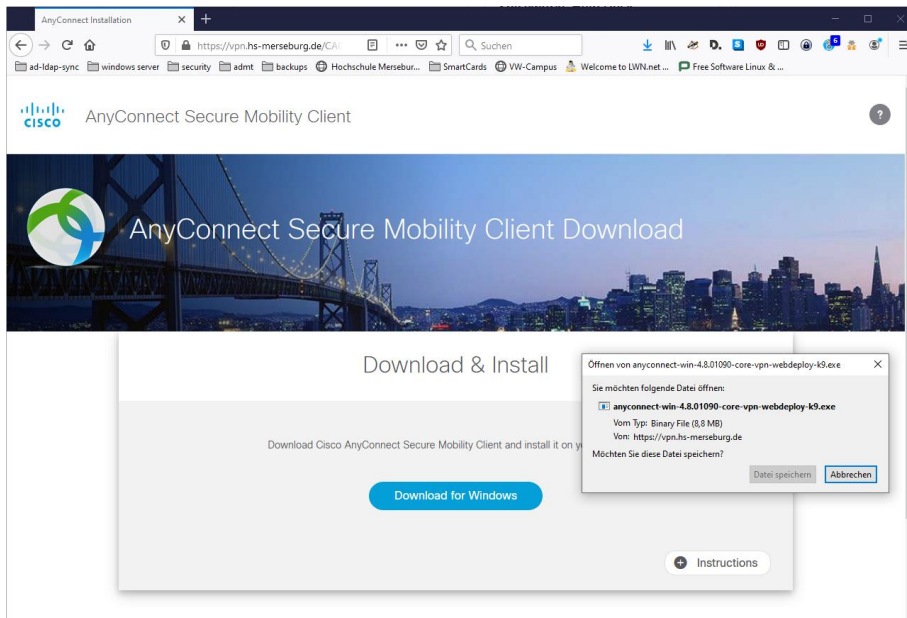 AnyConnect Installation
https://vpn.hs-merseburg.de/CA
Suchen
6
ad-ldap-sync windows server security admt backups Hochschule Mersebur... SmartCards VW-Campus Welcome to LWN.net ... Free Software Linux & ...
CISCO AnyConnect Secure Mobility Client
?
AnyConnect Secure Mobility Client Download
Download & Install
Öffnen von anyconnect-win-4.8.01090-core-vpn-webdeploy-k9.exe
Sie möchten folgende Datei öffnen:
anyconnect-win-4.8.01090-core-vpn-webdeploy-k9.exe
Vom Typ: Binary File (8,8 MB)
Von: https://vpn.hs-merseburg.de
Möchten Sie diese Datei speichern?
Datei speichern Abbrechen
Download Cisco AnyConnect Secure Mobility Client and install it on
Download for Windows
Instructions